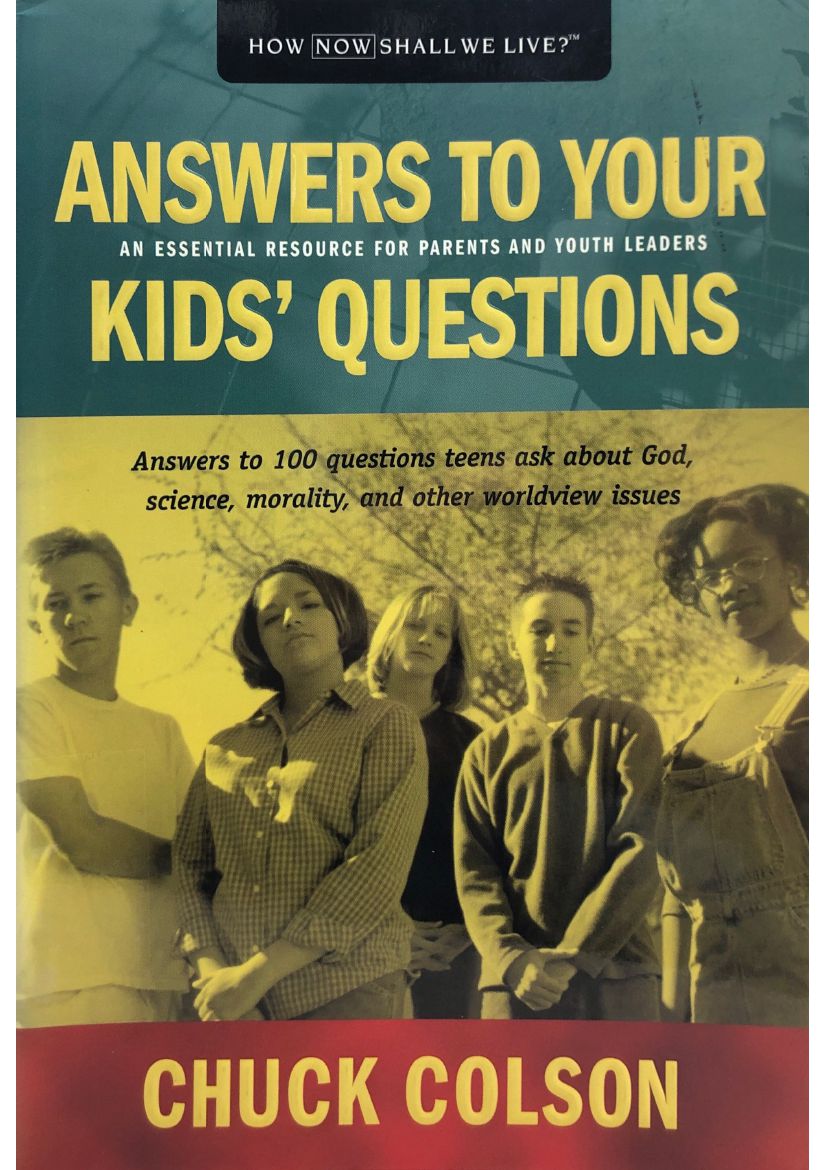 HOW NOW SHALL WE LIVE?™
ANSWERS TO YOUR
AN ESSENTIAL RESOURCE FOR PARENTS AND YOUTH LEADERS
KIDS' QUESTIONS
Answers to 100 questions teens ask about God,
science, morality, and other worldview issues
CHUCK COLSON